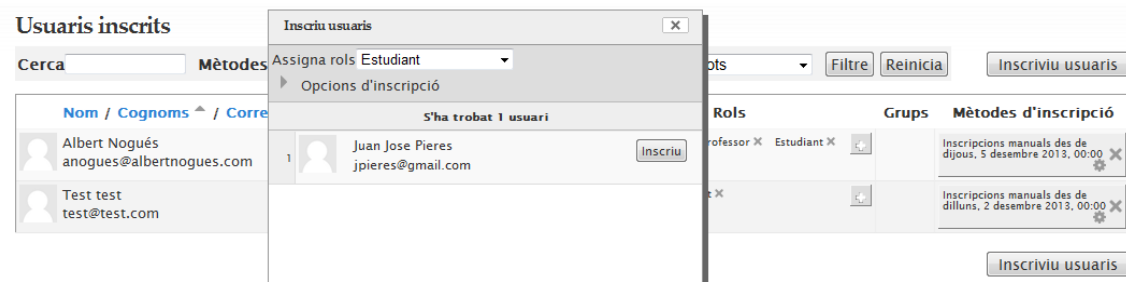 Usuaris inscrits
Cerca
Mètodes
Filtre
Reinicia
Inscriviu usuaris
Inscriu usuaris
Assigna rols Estudiant
Opcions d'inscripció
S'ha trobat 1 usuari
1
Juan Jose Pieres
jpieres@gmail.com
Inscriu
Nom / Cognoms / Corre
Rols
Grups
Mètodes d'inscripció
Albert Nogués
anogues@albertnogues.com
rofessor
Estudiant
Inscripcions manuals des de
dijous, 5 desembre 2013, 00:00
Test test
test@test.com
Inscripcions manuals des de
dilluns, 2 desembre 2013, 00:00
Inscriviu usuaris